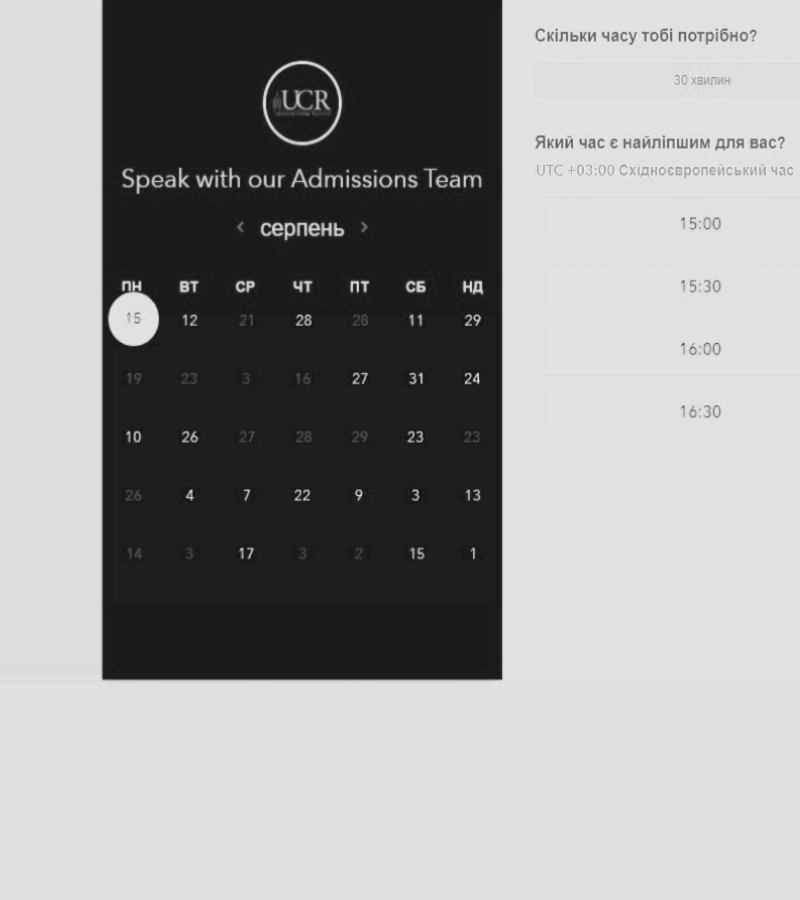 UCR
Speak with our Admissions Team
< серпень >
ПН ВТ СР ЧТ ПТ СБ НД
15 12 21 28 28 11 29
19 23 3 16 27 31 24
10 26 27 28 29 23 23
26 4 7 22 9 3 13
14 3 17 3 2 15 1
Скільки часу тобі потрібно?
30 хвилин
Який час є найліпшим для вас?
UTC +03:00 Східноєвропейський час
15:00
15:30
16:00
16:30